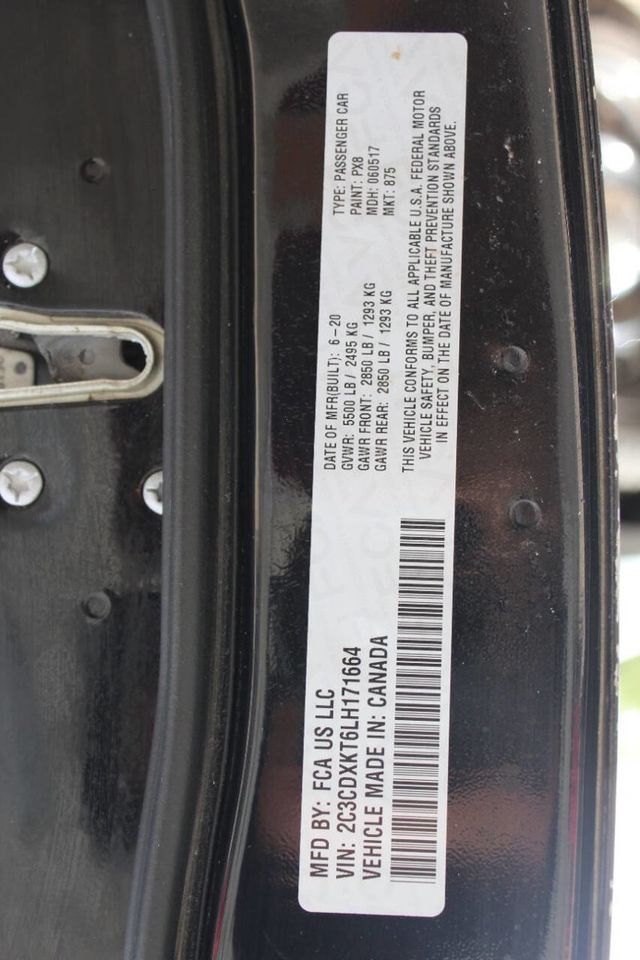 MFD BY: FCA US LLC
VIN: 2C3CDXKT6LH171664
VEHICLE MADE IN: CANADA
DATE OF MFR(BUILT): 6-20
GVWR: 5500 LB / 2495 KG
GAWR FRONT: 2850 LB / 1293 KG
GAWR REAR: 2850 LB / 1293 KG
TYPE: PASSENGER CAR
PAINT: PX8
MDH: 060517
MKT: 875
THIS VEHICLE CONFORMS TO ALL APPLICABLE U.S.A. FEDERAL MOTOR
VEHICLE SAFETY, BUMPER, AND THEFT PREVENTION STANDARDS
IN EFFECT ON THE DATE OF MANUFACTURE SHOWN ABOVE.